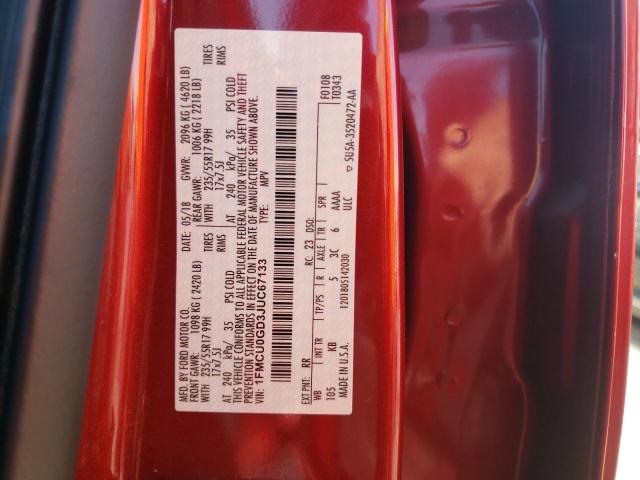 MFD. BY FORD MOTOR CO. DATE: 05/18 GVWR: 2096 KG ( 4620 LB)
FRONT GAWR: 1098 KG ( 2420 LB) REAR GAWR: 1006 KG ( 2218 LB)
WITH 235/55R17 99H TIRES WITH 235/55R17 99H TIRES
17x7.5J RIMS 17x7.5J RIMS
AT 240 kPa/ 35 PSI COLD AT 240 kPa/ 35 PSI COLD
THIS VEHICLE CONFORMS TO ALL APPLICABLE FEDERAL MOTOR VEHICLE SAFETY AND THEFT
PREVENTION STANDARDS IN EFFECT ON THE DATE OF MANUFACTURE SHOWN ABOVE.
VIN: 1FMCU0GD3JUC67133 TYPE: MPV
EXT PNT: RR RC: 23 DSO: F0108
WB INT TR TP/PS R AXLE TR SPR T0343
105 KB 5 3C 6 AAAA
MADE IN U.S.A. 1201805142030 ULC ▽ 5U5A-3520472-AA